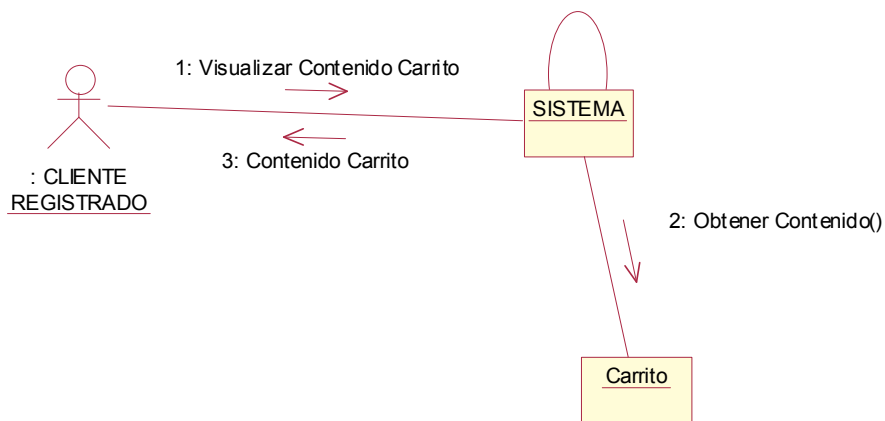 1: Visualizar Contenido Carrito
SISTEMA
3: Contenido Carrito
: CLIENTE
REGISTRADO
2: Obtener Contenido()
Carrito